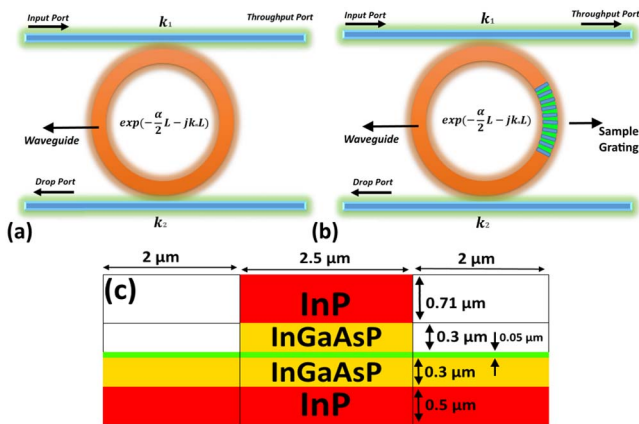 Input Port
k₁
Throughput Port
exp(-α/2 L - jk.L)
Waveguide
Drop Port
k₂
(a)
Input Port
k₁
Throughput Port
exp(-α/2 L - jk.L)
Waveguide
Sample
Grating
Drop Port
k₂
(b)
2 μm
2.5 μm
2 μm
(c)
InP
0.71 μm
InGaAsP
0.3 μm
0.05 μm
InGaAsP
0.3 μm
InP
0.5 μm